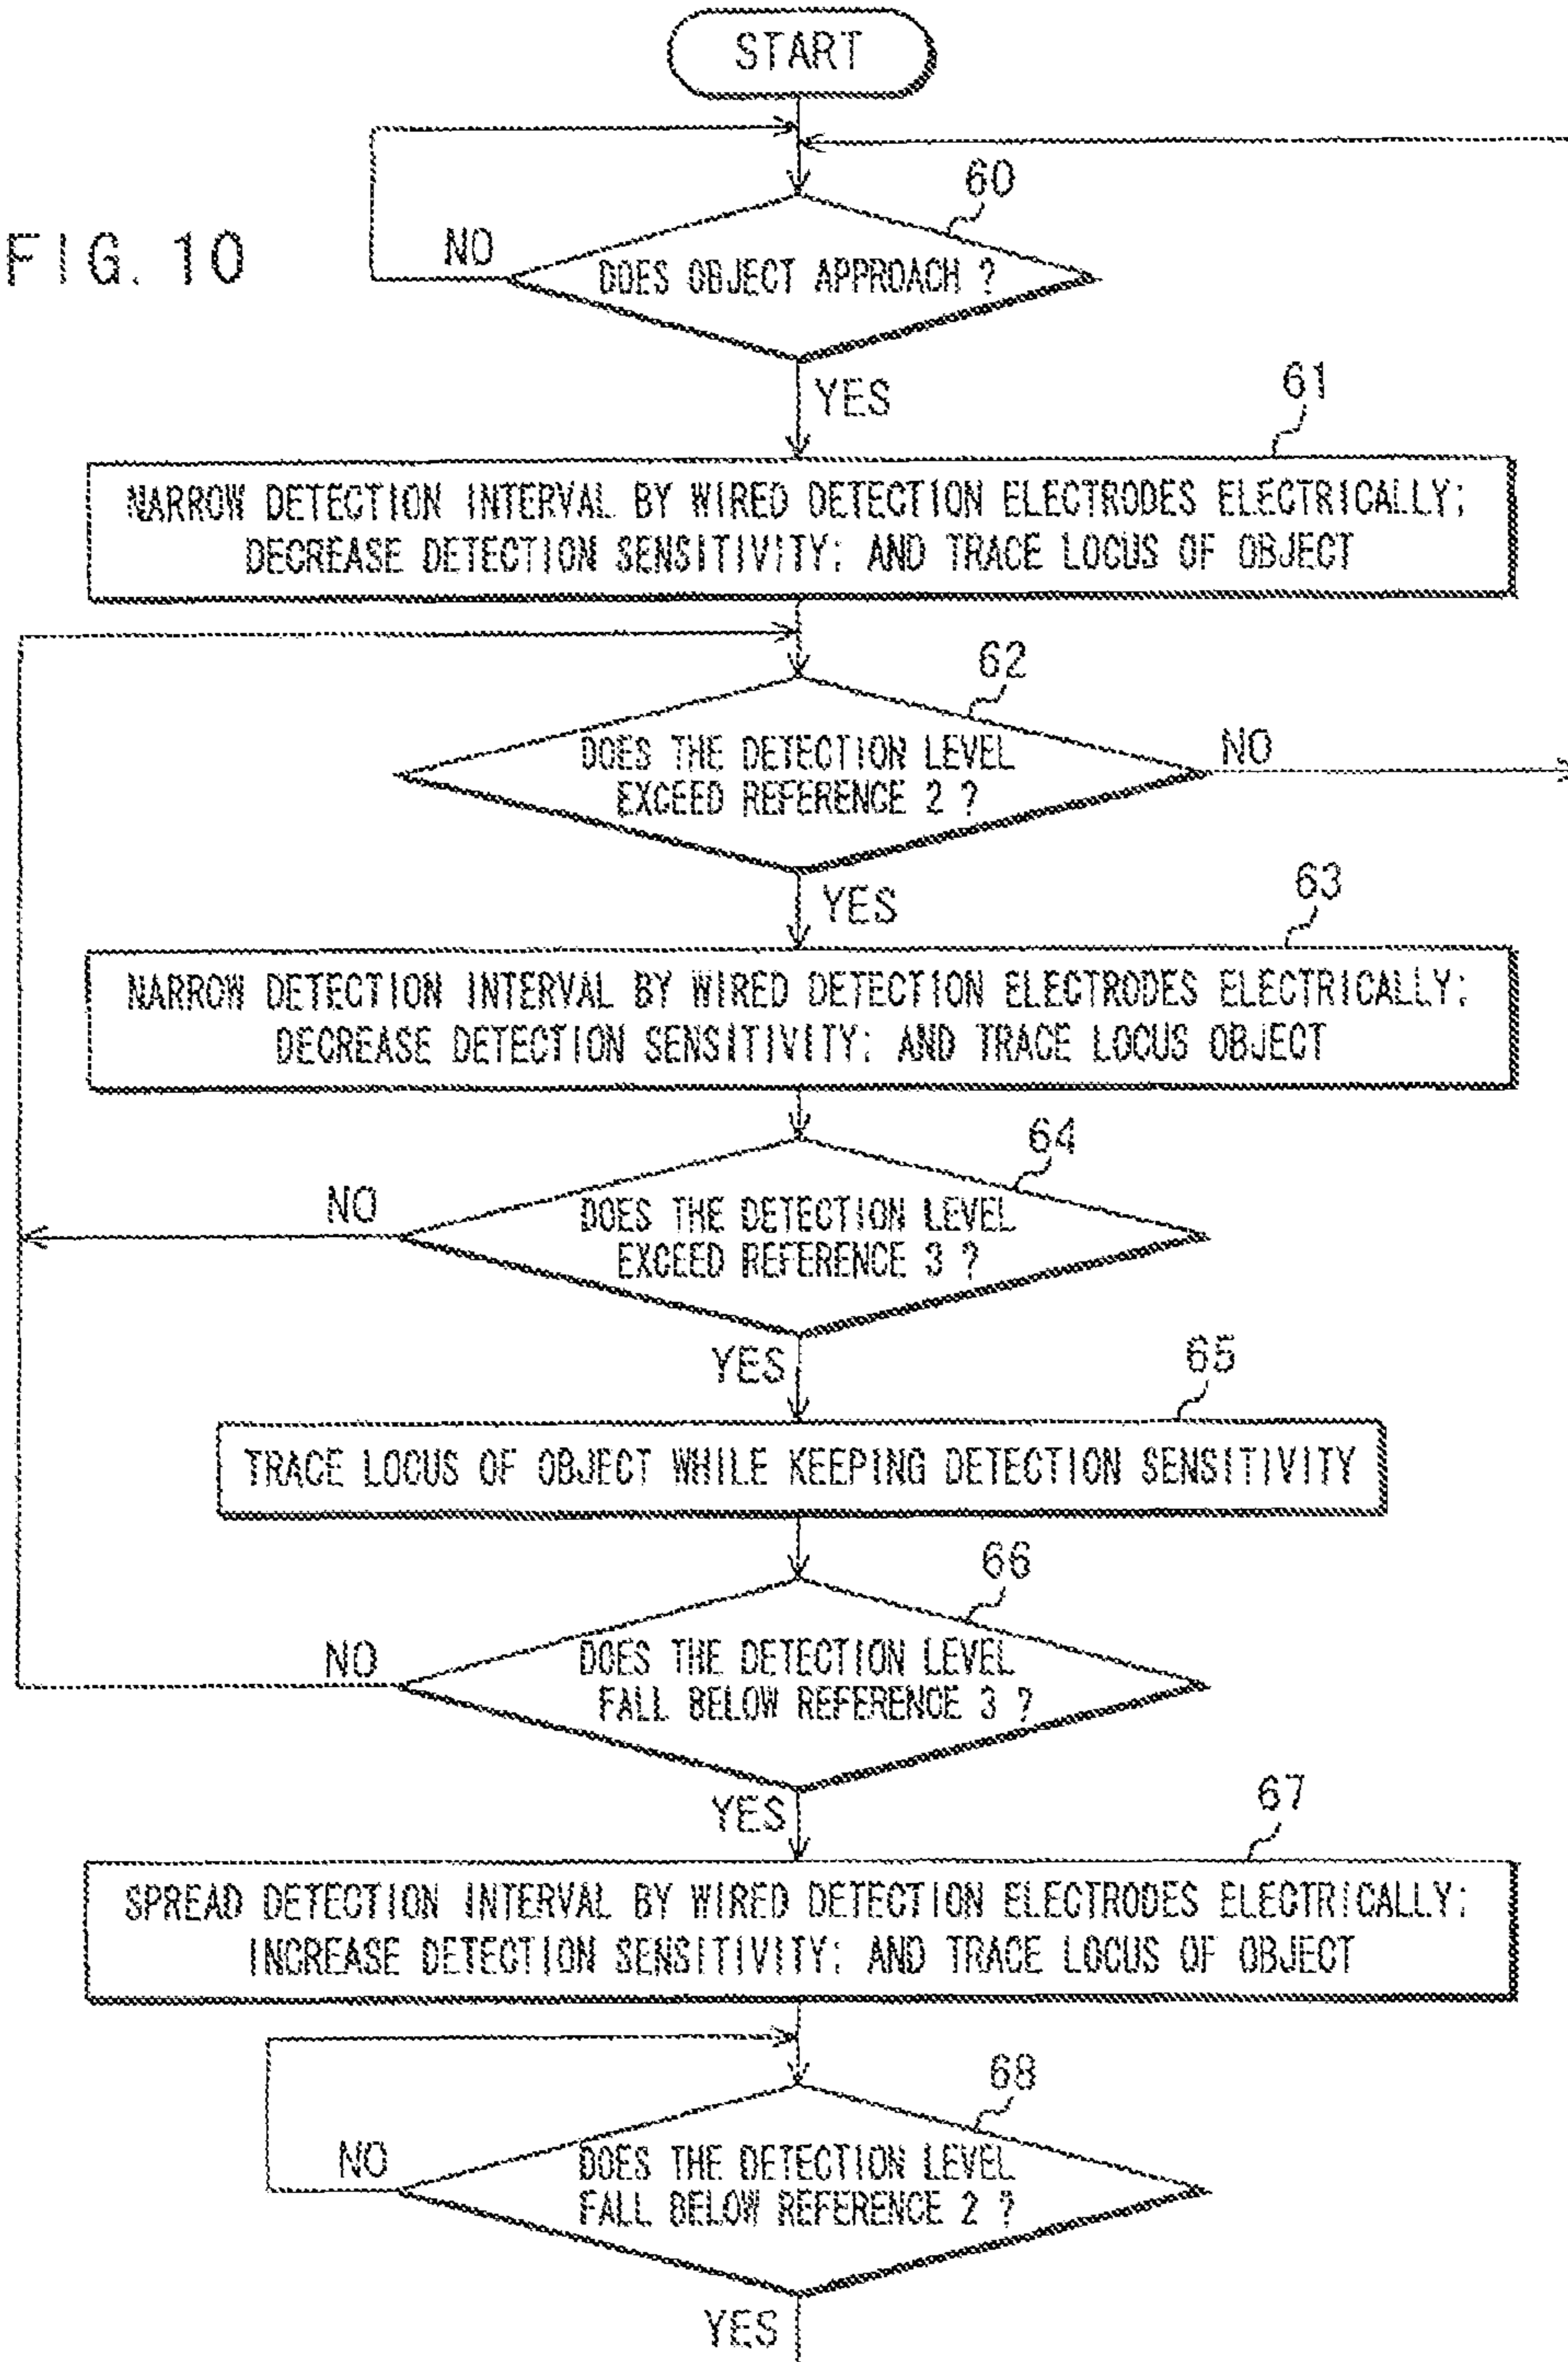 START
FIG. 10
60
NO
DOES OBJECT APPROACH ?
YES
61
NARROW DETECTION INTERVAL BY WIRED DETECTION ELECTRODES ELECTRICALLY;
DECREASE DETECTION SENSITIVITY; AND TRACE LOCUS OF OBJECT
62
DOES THE DETECTION LEVEL
EXCEED REFERENCE 2 ?
NO
YES
63
NARROW DETECTION INTERVAL BY WIRED DETECTION ELECTRODES ELECTRICALLY;
DECREASE DETECTION SENSITIVITY; AND TRACE LOCUS OBJECT
64
NO
DOES THE DETECTION LEVEL
EXCEED REFERENCE 3 ?
YES
65
TRACE LOCUS OF OBJECT WHILE KEEPING DETECTION SENSITIVITY
66
NO
DOES THE DETECTION LEVEL
FALL BELOW REFERENCE 3 ?
YES
67
SPREAD DETECTION INTERVAL BY WIRED DETECTION ELECTRODES ELECTRICALLY;
INCREASE DETECTION SENSITIVITY; AND TRACE LOCUS OF OBJECT
68
NO
DOES THE DETECTION LEVEL
FALL BELOW REFERENCE 2 ?
YES